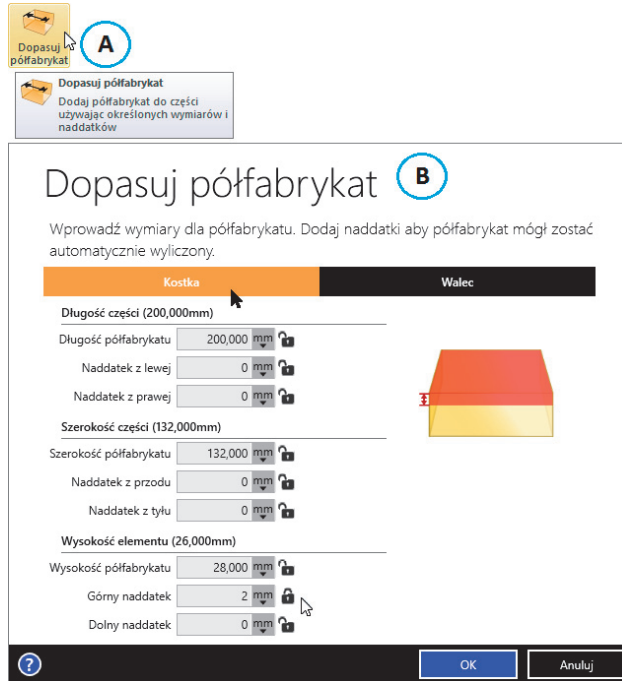 Dopasuj
półfabrykat
A
Dopasuj półfabrykat
Dodaj półfabrykat do części
używając określonych wymiarów i
naddatków
Dopasuj półfabrykat
B
Wprowadź wymiary dla półfabrykatu. Dodaj naddatki aby półfabrykat mógł zostać
automatycznie wyliczony.
Kostka Walec
Długość części (200,000mm)
Długość półfabrykatu 200,000 mm
Naddatek z lewej 0 mm
Naddatek z prawej 0 mm
Szerokość części (132,000mm)
Szerokość półfabrykatu 132,000 mm
Naddatek z przodu 0 mm
Naddatek z tyłu 0 mm
Wysokość elementu (26,000mm)
Wysokość półfabrykatu 28,000 mm
Górny naddatek 2 mm
Dolny naddatek 0 mm
? OK Anuluj